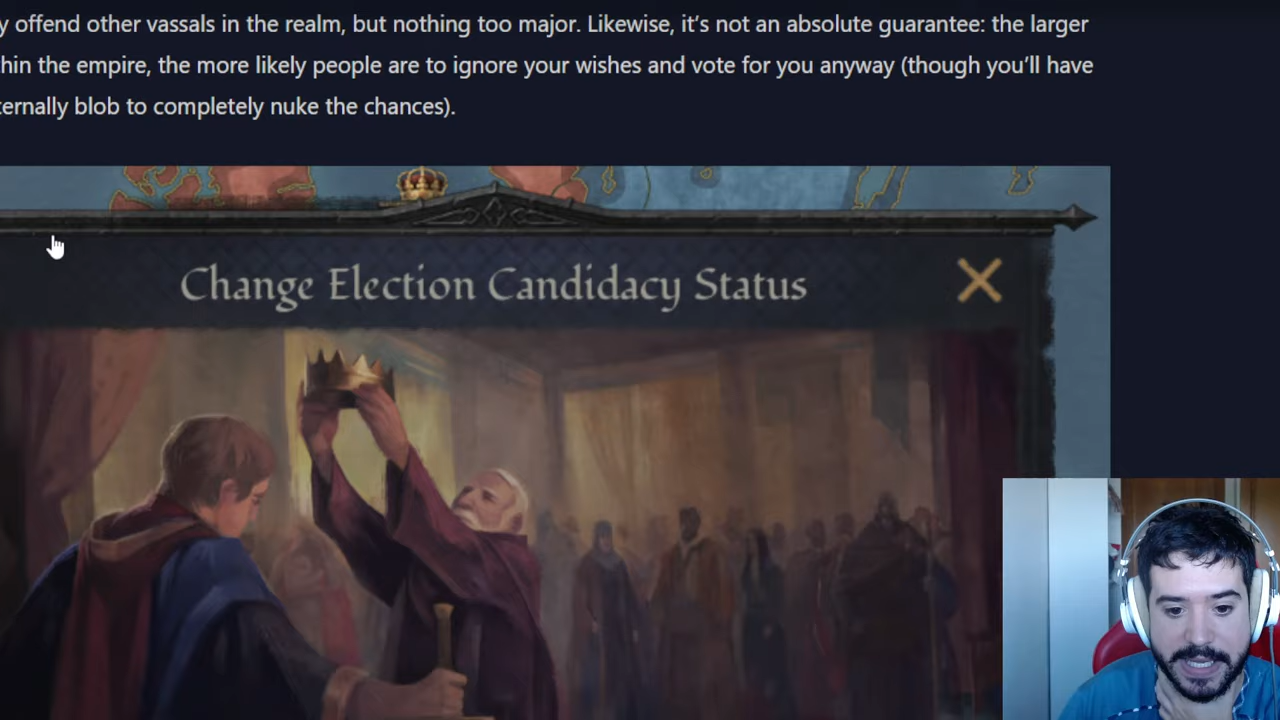 offend other vassals in the realm, but nothing too major. Likewise, it’s not an absolute guarantee: the larger
the empire, the more likely people are to ignore your wishes and vote for you anyway (though you’ll have
blob to completely nuke the chances).
Change Election Candidacy Status